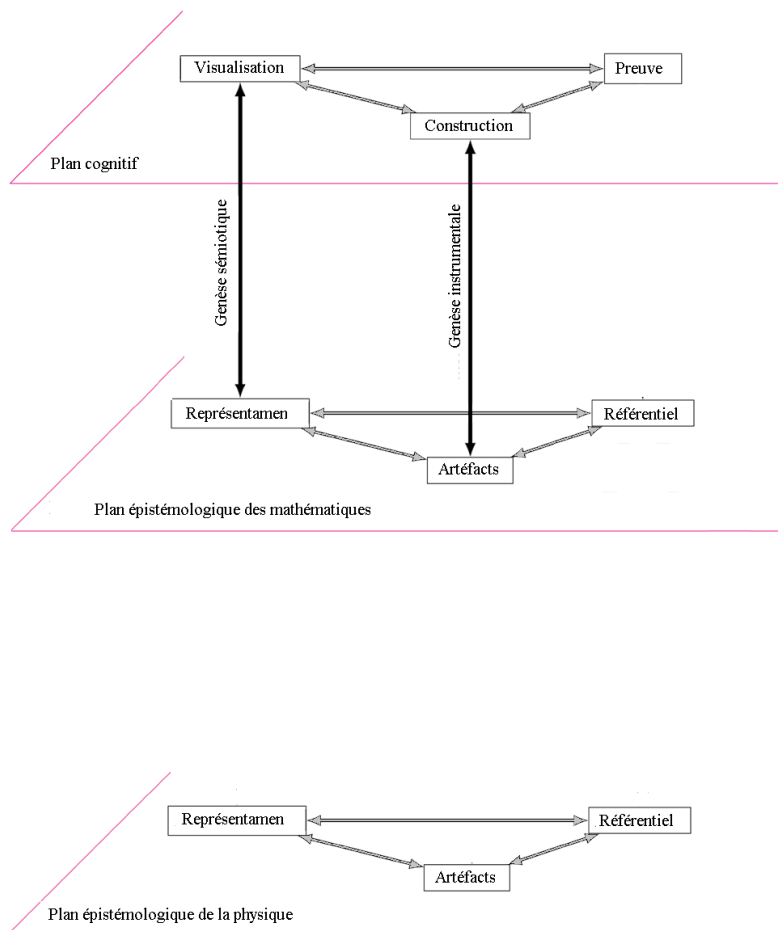 Visualisation
Preuve
Construction
Plan cognitif
Genèse sémiotique
Genèse instrumentale
Représentamen
Référentiel
Artéfacts
Plan épistémologique des mathématiques
Représentamen
Référentiel
Artéfacts
Plan épistémologique de la physique